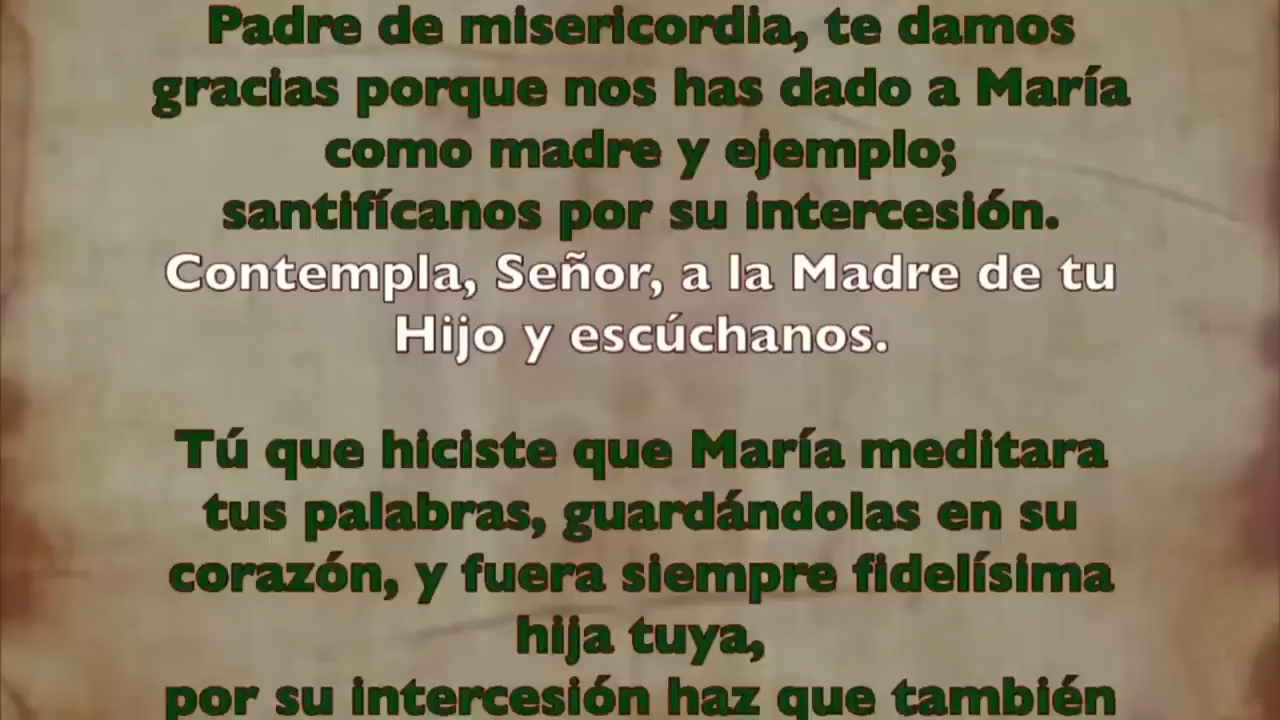 Padre de misericordia, te damos
gracias porque nos has dado a María
como madre y ejemplo;
santifícanos por su intercesión.
Contempla, Señor, a la Madre de tu
Hijo y escúchanos.
Tú que hiciste que María meditara
tus palabras, guardándolas en su
corazón, y fuera siempre fidelísima
hija tuya,
por su intercesión haz que también